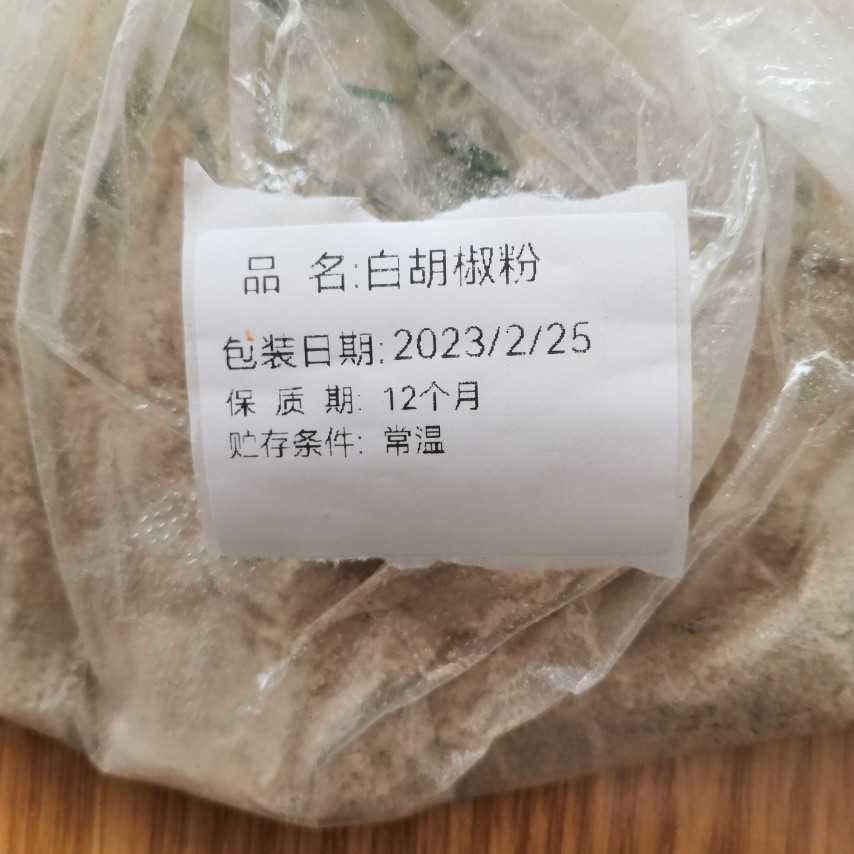 品 名:白胡椒粉
包装日期:2023/2/25
保 质 期: 12个月
贮存条件: 常温